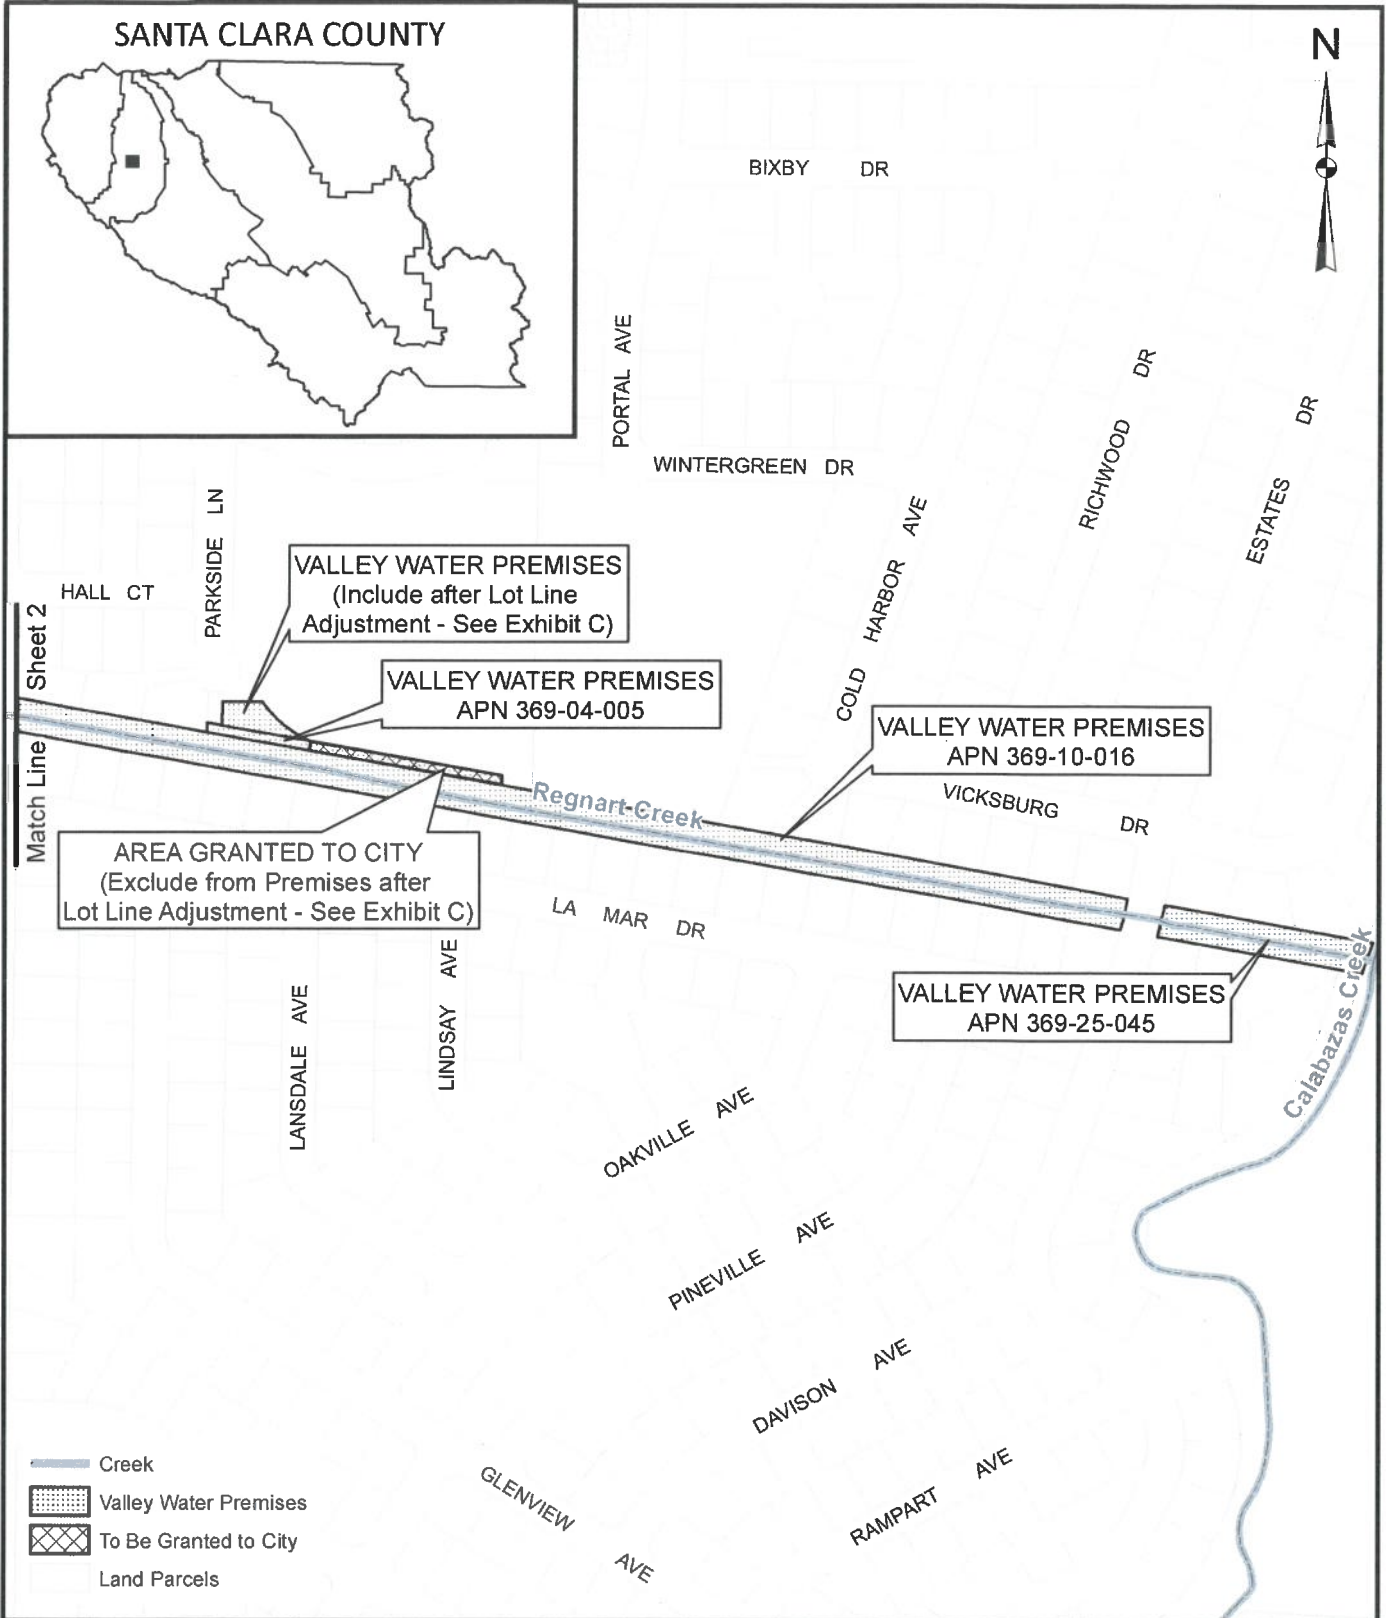 SANTA CLARA COUNTY
N
BIXBY DR
PORTAL AVE
WINTERGREEN DR
RICHWOOD DR
ESTATES DR
COLD HARBOR AVE
PARKSIDE LN
HALL CT
VALLEY WATER PREMISES
(Include after Lot Line
Adjustment - See Exhibit C)
VALLEY WATER PREMISES
APN 369-04-005
Match Line Sheet 2
VALLEY WATER PREMISES
APN 369-10-016
VICKSBURG DR
Regnart Creek
AREA GRANTED TO CITY
(Exclude from Premises after
Lot Line Adjustment - See Exhibit C)
LA MAR DR
LANSDALE AVE
LINDSAY AVE
VALLEY WATER PREMISES
APN 369-25-045
Calabazas Creek
OAKVILLE AVE
PINEVILLE AVE
DAVISON AVE
RAMPART AVE
GLENVIEW AVE
Creek
Valley Water Premises
To Be Granted to City
Land Parcels